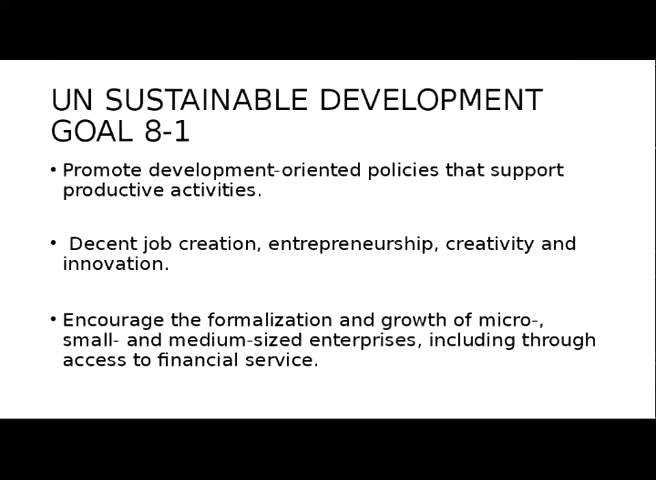 UN SUSTAINABLE DEVELOPMENT
GOAL 8-1
• Promote development-oriented policies that support
productive activities.
• Decent job creation, entrepreneurship, creativity and
innovation.
• Encourage the formalization and growth of micro-,
small- and medium-sized enterprises, including through
access to financial service.